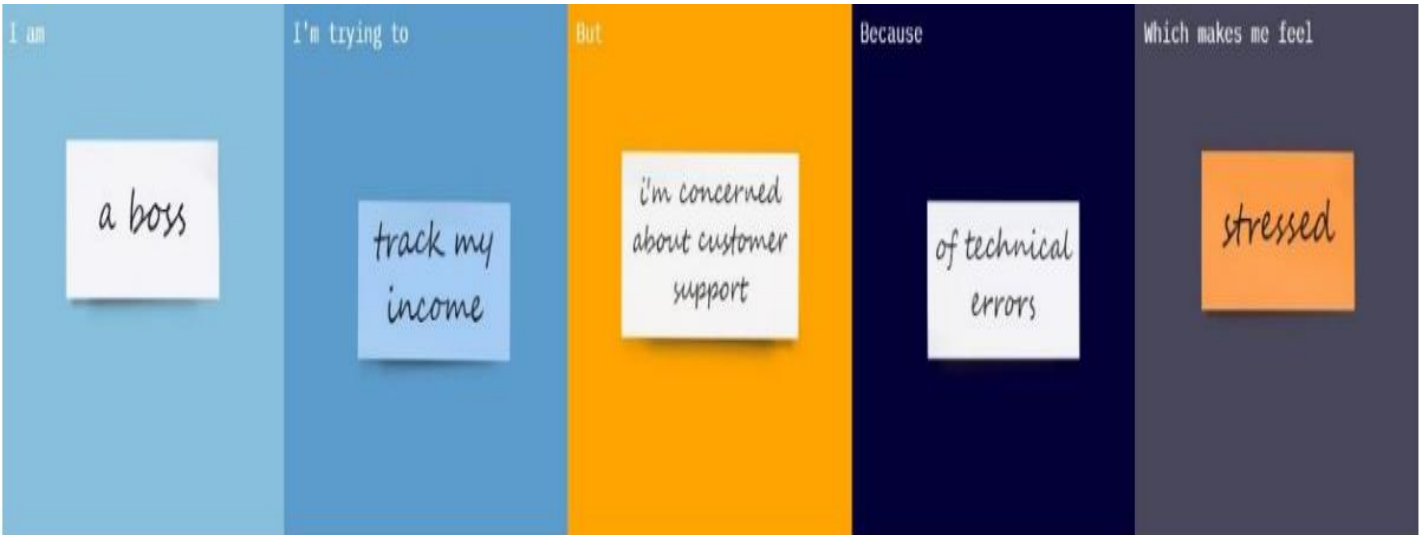 I am
a boss
I'm trying to
track my
income
But
i'm concerned
about customer
support
Because
of technical
errors
Which makes me feel
stressed